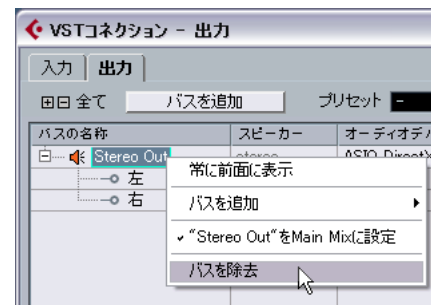 VSTコネクション - 出力
入力 出力
全て バスを追加 プリセット -
バスの名称 スピーカー オーディオデバ
Stereo Out stereo ASIO DirectX
左
右
常に前面に表示
バスを追加
"Stereo Out"をMain Mixに設定
バスを除去